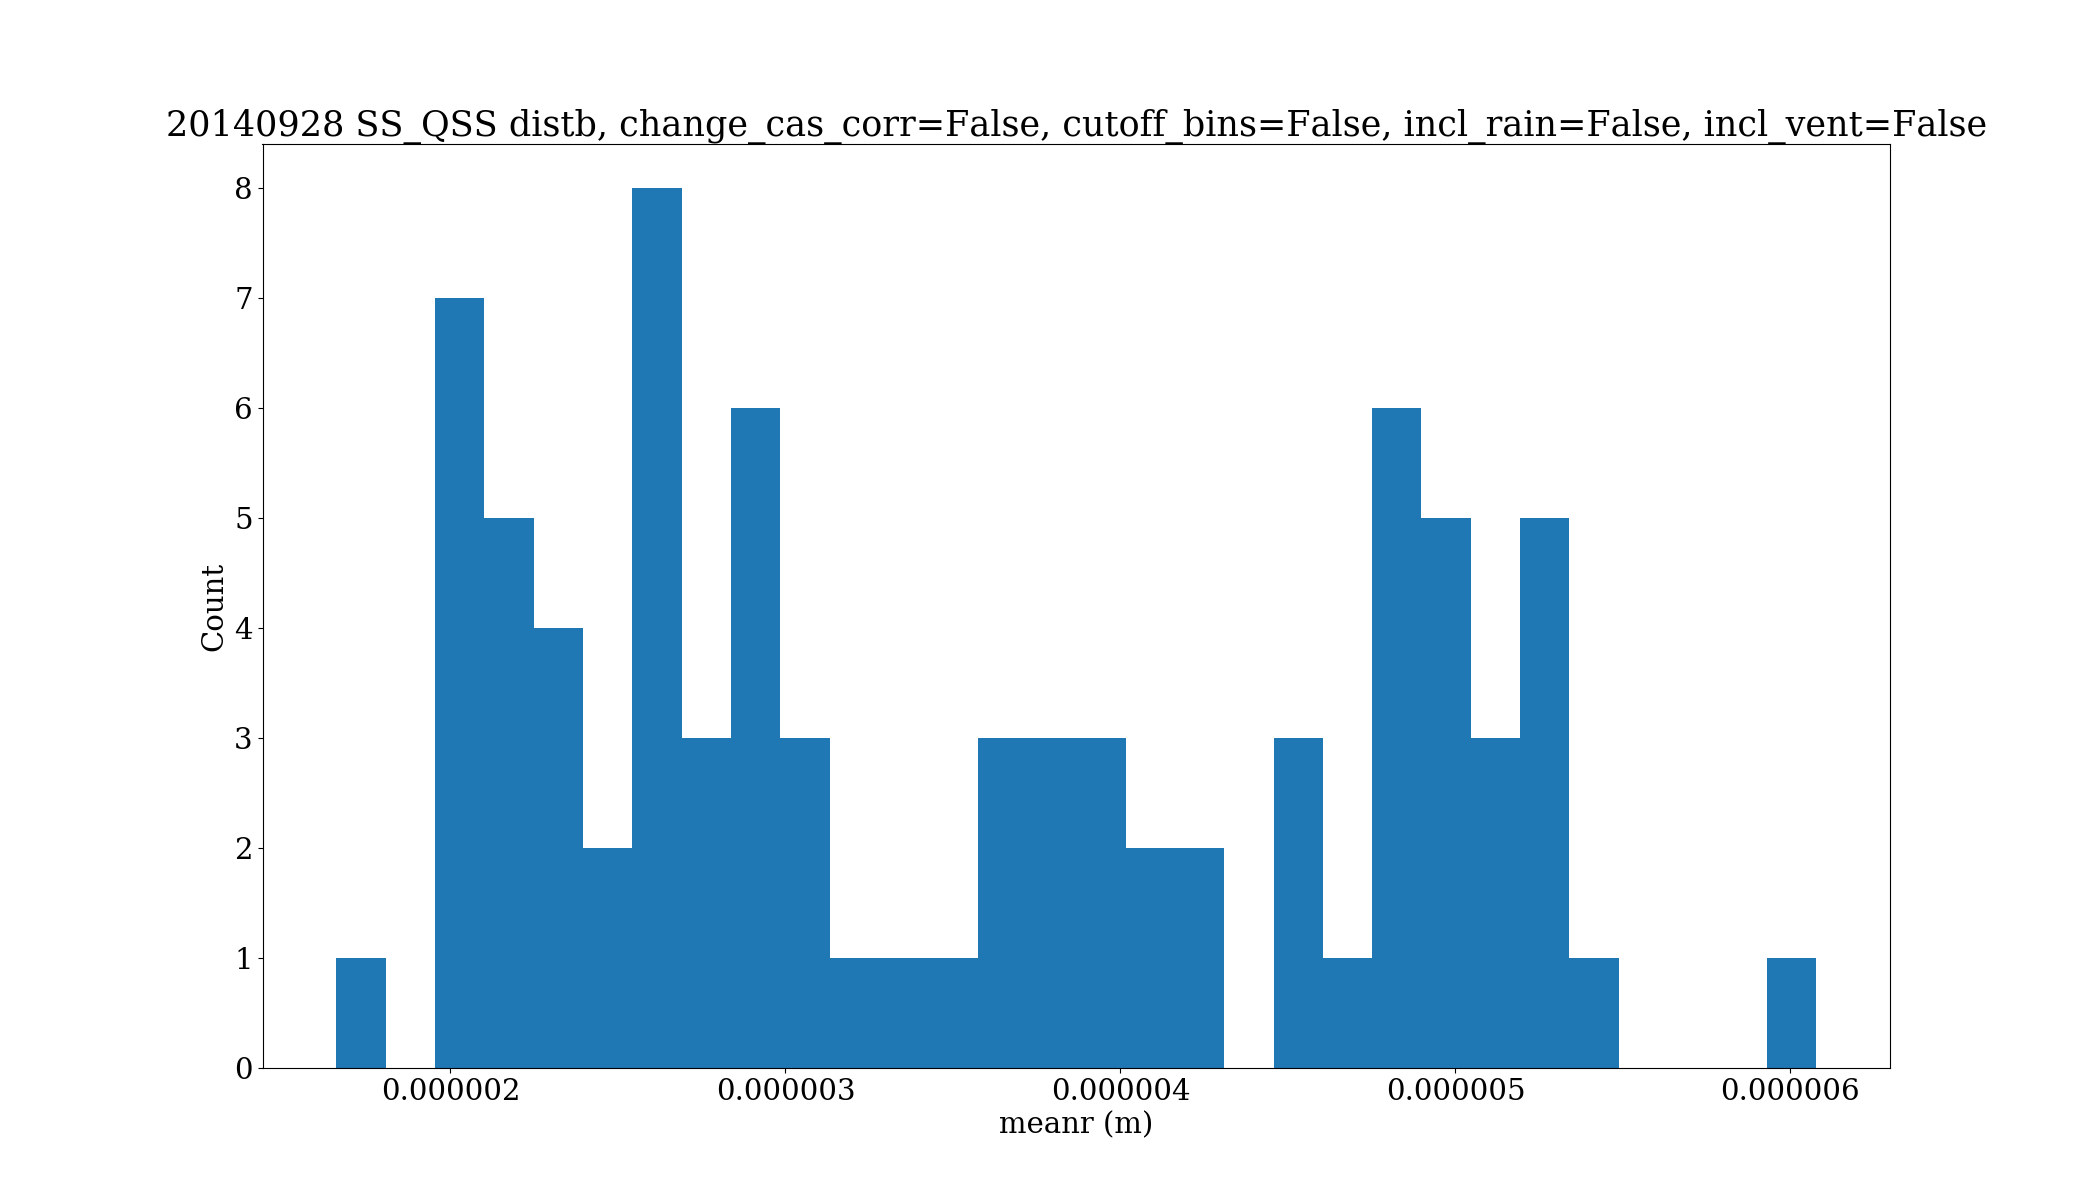 20140928 SS_QSS distb, change_cas_corr=False, cutoff_bins=False, incl_rain=False, incl_vent=False
8
7
6
5
4
3
2
1
0
Count
0.000002 0.000003 0.000004 0.000005 0.000006
meanr (m)